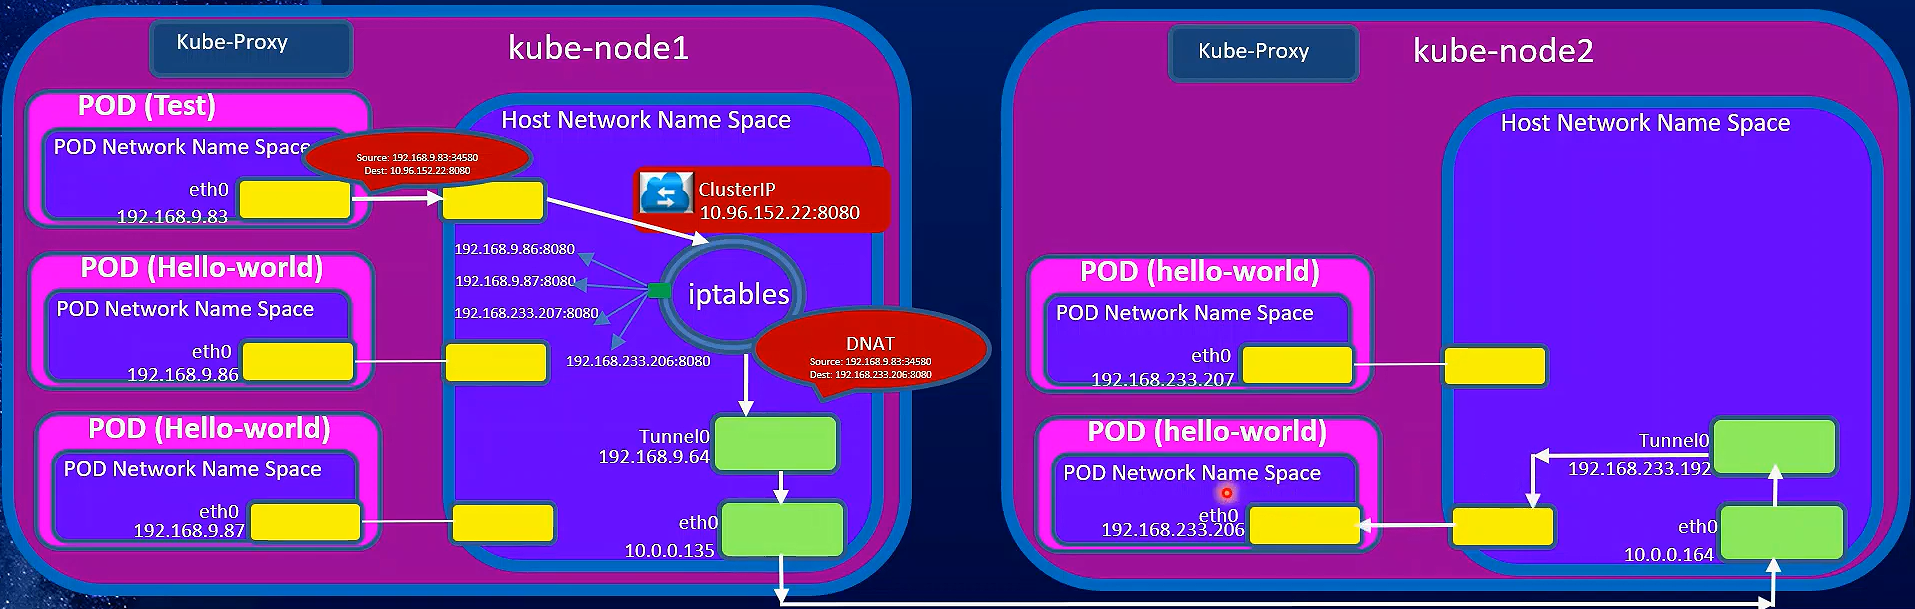 Kube-Proxy
kube-node1
POD (Test)
POD Network Name Space
eth0
192.168.9.83
Source: 192.168.9.83:34580
Dest: 10.96.152.22:8080
Host Network Name Space
ClusterIP
10.96.152.22:8080
192.168.9.86:8080
192.168.9.87:8080
192.168.233.207:8080
192.168.233.206:8080
iptables
DNAT
Source: 192.168.9.83:34580
Dest: 192.168.233.206:8080
POD (Hello-world)
POD Network Name Space
eth0
192.168.9.86
POD (Hello-world)
POD Network Name Space
eth0
192.168.9.87
Tunnel0
192.168.9.64
eth0
10.0.0.135
Kube-Proxy
kube-node2
Host Network Name Space
POD (hello-world)
POD Network Name Space
eth0
192.168.233.207
POD (hello-world)
POD Network Name Space
eth0
192.168.233.206
Tunnel0
192.168.233.192
eth0
10.0.0.164